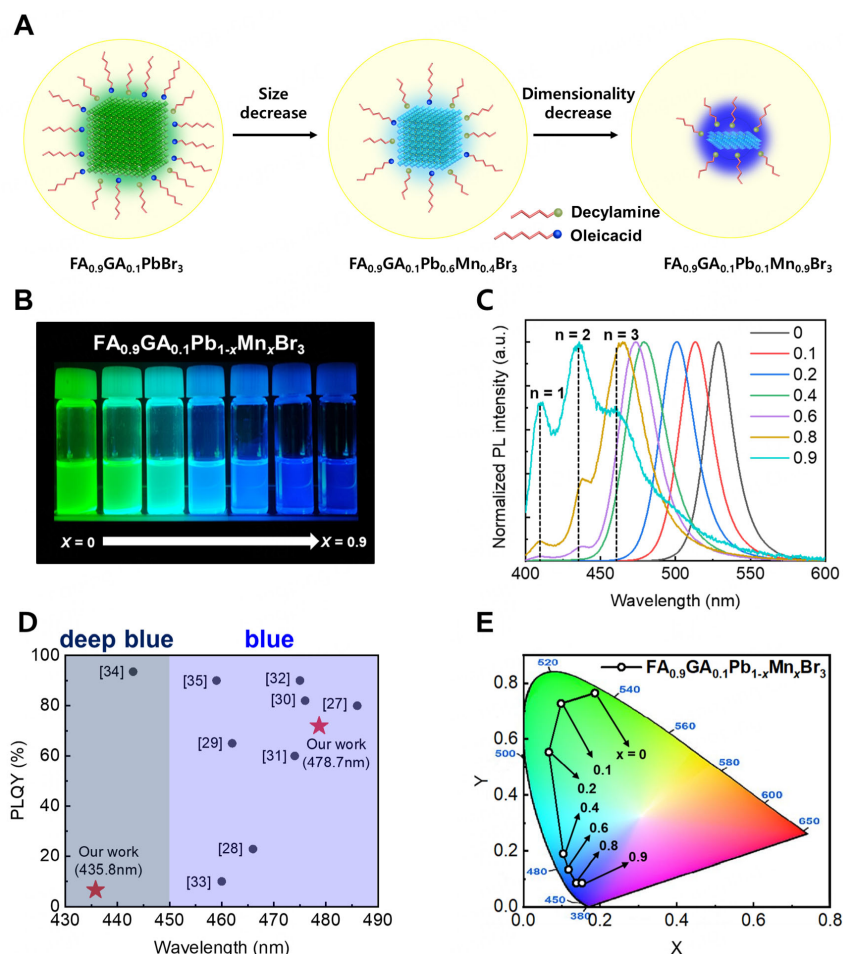 A
Size
decrease
Dimensionality
decrease
Decylamine
Oleicacid
FA0.9GA0.1PbBr3
FA0.9GA0.1Pb0.6Mn0.4Br3
FA0.9GA0.1Pb0.1Mn0.9Br3
B
FA0.9GA0.1Pb1-xMnxBr3
X = 0
X = 0.9
C
Normalized PL intensity (a.u.)
n = 1
n = 2
n = 3
0
0.1
0.2
0.4
0.6
0.8
0.9
400 450 500 550 600
Wavelength (nm)
D
deep blue
blue
PLQY (%)
100
80
60
40
20
0
[34]
[35]
[32]
[30]
[27]
[29]
[31]
Our work
(478.7nm)
[28]
[33]
Our work
(435.8nm)
430 440 450 460 470 480 490
Wavelength (nm)
E
FA0.9GA0.1Pb1-xMnxBr3
Y
0.8
0.6
0.4
0.2
0.0
520
540
560
580
600
650
500
480
450
380
x = 0
0.1
0.2
0.4
0.6
0.8
0.9
0.0 0.2 0.4 0.6 0.8
X